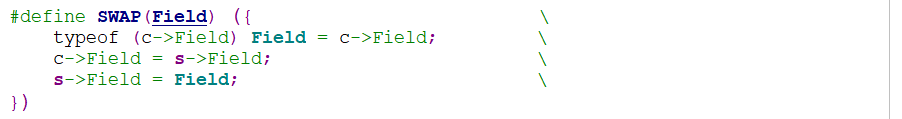 #define SWAP(Field) ({ \
    typeof (c->Field) Field = c->Field; \
    c->Field = s->Field; \
    s->Field = Field; \
})